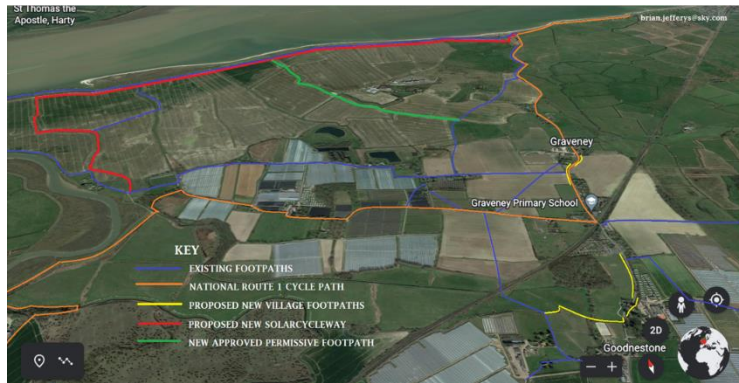 St Thomas the
Apostle, Harty
brian.jefferys@sky.com
Graveney
Graveney Primary School
KEY
EXISTING FOOTPATHS
NATIONAL ROUTE 1 CYCLE PATH
PROPOSED NEW VILLAGE FOOTPATHS
PROPOSED NEW SOLARCYCLEWAY
NEW APPROVED PERMISSIVE FOOTPATH
2D
Goodnestone